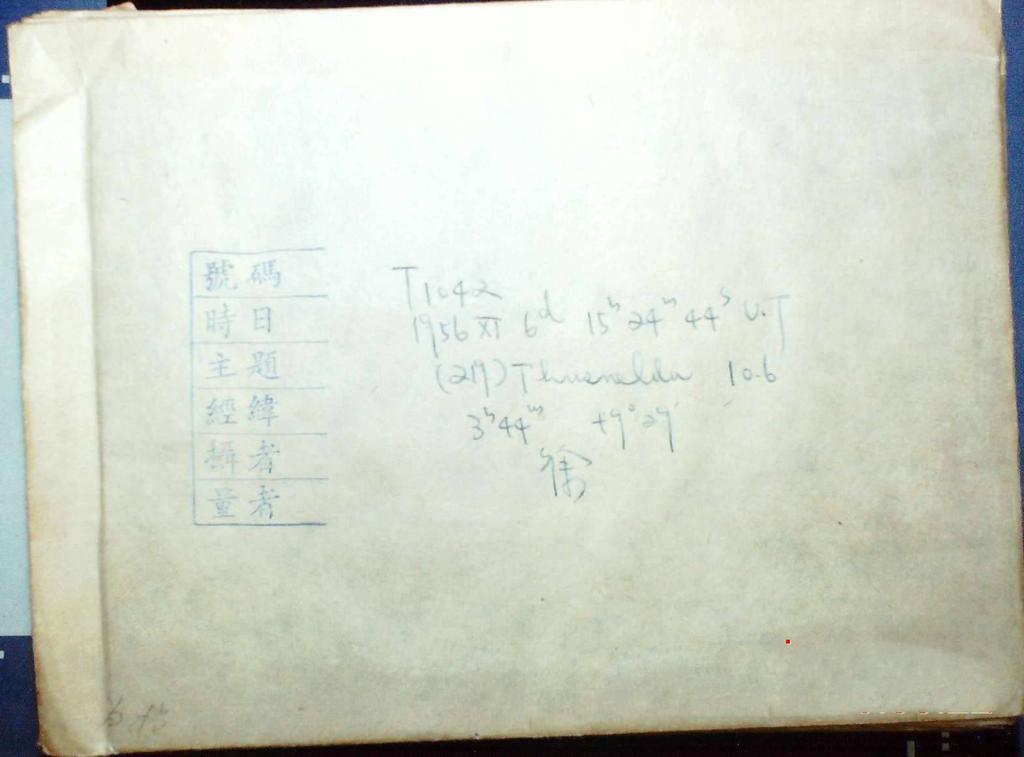 號碼 T1042
時日 1956 XI 6d 15h 24m 44s U.T
主題 (219) Thusnelda 10.6
經緯 3h 44m +9° 29'
攝者 徐
量者